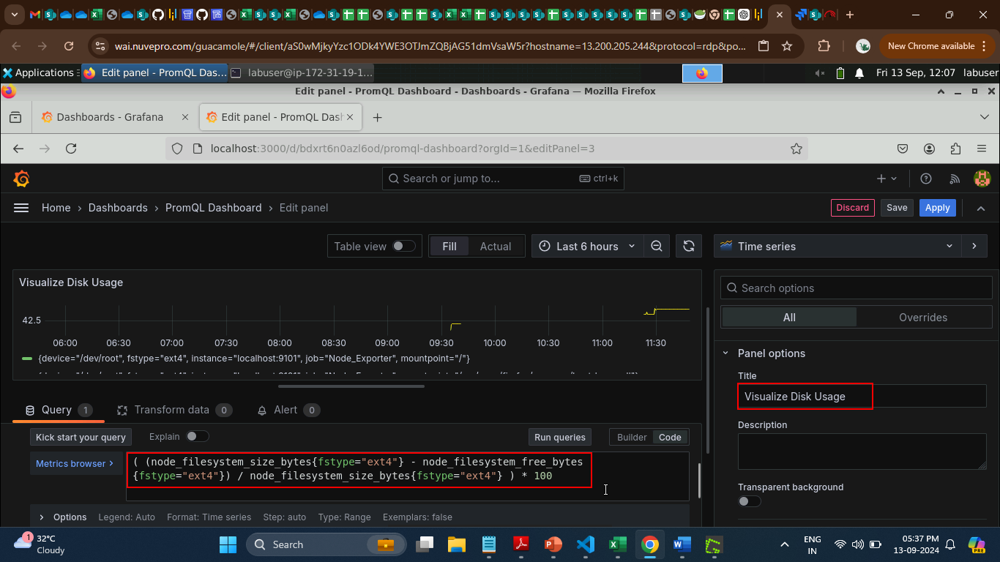 New Chrome available
wai.nuvepro.com/guacamole/#/client/aS0wMjkyYzc1ODk4YWE3OTJmZQBjAG51dmVsaW5r?hostname=13.200.205.244&protocol=rdp&po...
Applications
Edit panel - PromQL Das...
labuser@ip-172-31-19-1...
Fri 13 Sep, 12:07
labuser
Edit panel - PromQL Dashboard - Dashboards - Grafana — Mozilla Firefox
Dashboards - Grafana
Edit panel - PromQL Dash
localhost:3000/d/bdxrt6n0azl6od/promql-dashboard?orgId=1&editPanel=3
Search or jump to...
ctrl+k
Home › Dashboards › PromQL Dashboard › Edit panel
Discard
Save
Apply
Table view
Fill
Actual
Last 6 hours
Time series
Visualize Disk Usage
42.5
06:00 06:30 07:00 07:30 08:00 08:30 09:00 09:30 10:00 10:30 11:00 11:30
{device="/dev/root", fstype="ext4", instance="localhost:9101", job="Node_Exporter", mountpoint="/"}
Search options
All
Overrides
Panel options
Title
Visualize Disk Usage
Description
Transparent background
Query 1
Transform data 0
Alert 0
Kick start your query
Explain
Run queries
Builder
Code
Metrics browser ›
( (node_filesystem_size_bytes{fstype="ext4"} - node_filesystem_free_bytes
{fstype="ext4"}) / node_filesystem_size_bytes{fstype="ext4"} ) * 100
Options Legend: Auto Format: Time series Step: auto Type: Range Exemplars: false
1
32°C
Cloudy
Search
ENG
IN
05:37 PM
13-09-2024
PRE